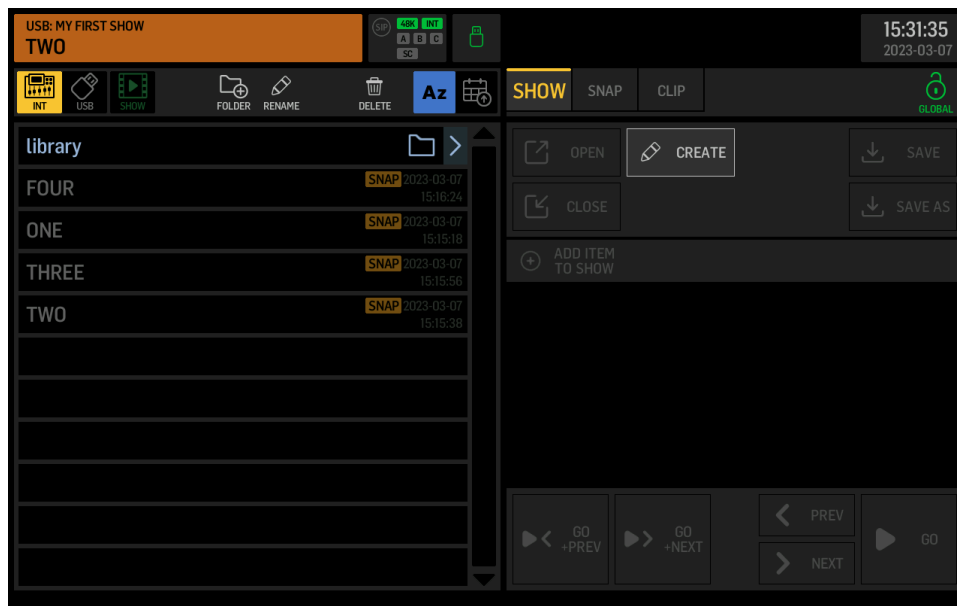 USB: MY FIRST SHOW
TWO
SIP
48K INT
A B C
SC
15:31:35
2023-03-07
INT
USB
SHOW
FOLDER
RENAME
DELETE
Az
SHOW
SNAP
CLIP
GLOBAL
library
FOUR
SNAP 2023-03-07
15:16:24
ONE
SNAP 2023-03-07
15:15:18
THREE
SNAP 2023-03-07
15:15:56
TWO
SNAP 2023-03-07
15:15:38
OPEN
CREATE
SAVE
CLOSE
SAVE AS
ADD ITEM
TO SHOW
GO
+PREV
GO
+NEXT
PREV
NEXT
GO